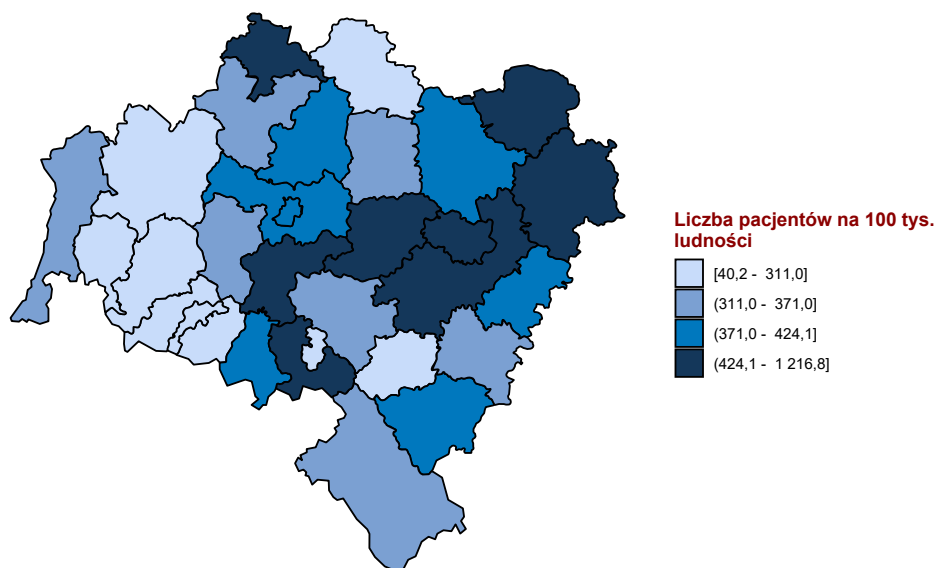 Liczba pacjentów na 100 tys.
ludności
[40,2 - 311,0]
(311,0 - 371,0]
(371,0 - 424,1]
(424,1 - 1 216,8]